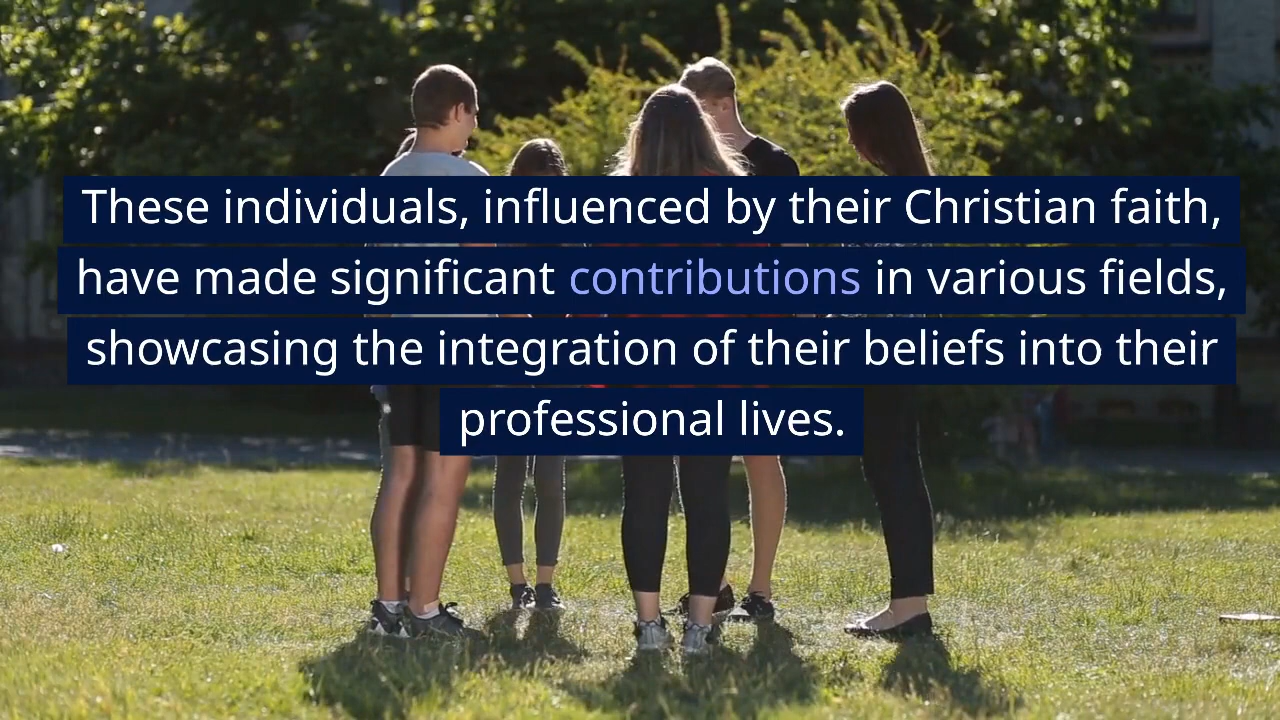 These individuals, influenced by their Christian faith,
have made significant contributions in various fields,
showcasing the integration of their beliefs into their
professional lives.